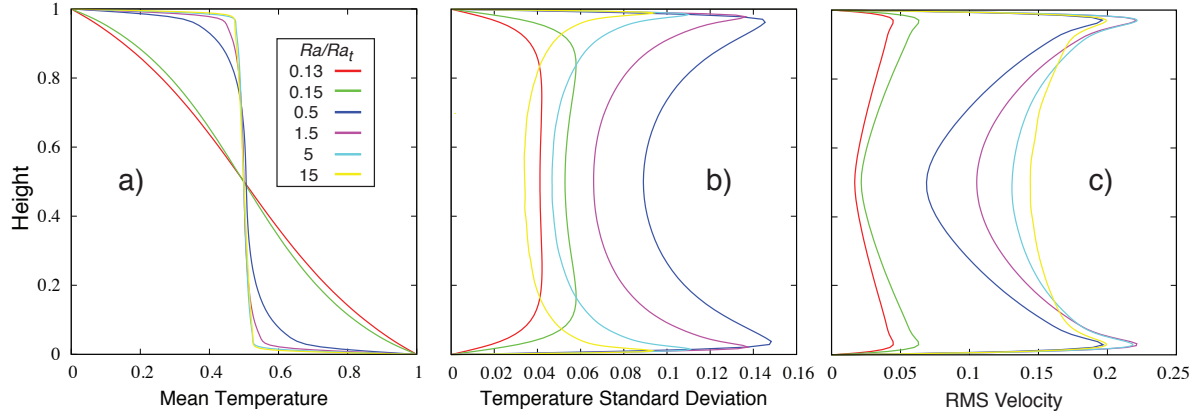 Height
1
0.8
0.6
0.4
0.2
0
0 0.2 0.4 0.6 0.8 1
Mean Temperature
a)
Ra/Ra_t
0.13
0.15
0.5
1.5
5
15
0 0.02 0.04 0.06 0.08 0.1 0.12 0.14 0.16
Temperature Standard Deviation
b)
0 0.05 0.1 0.15 0.2 0.25
RMS Velocity
c)